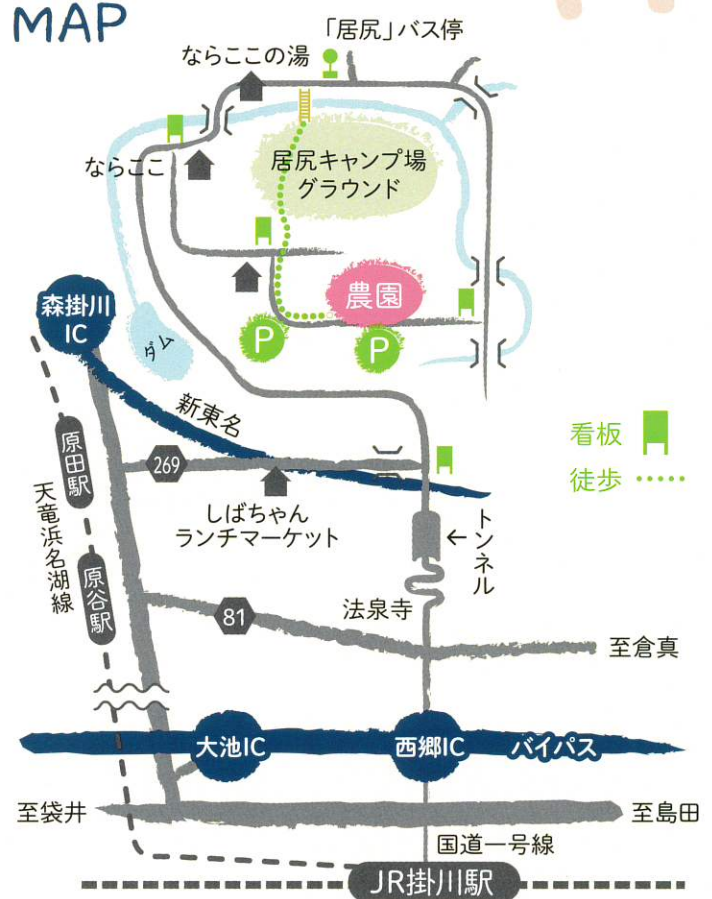 MAP
「居尻」バス停
ならここの湯
ならここ
居尻キャンプ場
グラウンド
農園
森掛川
IC
ダム
P
P
新東名
看板
徒歩
原田駅
269
しばちゃん
ランチマーケット
←トンネル
天竜浜名湖線
原谷駅
81
法泉寺
至倉真
大池IC
西郷IC
バイパス
至袋井
至島田
国道一号線
JR掛川駅